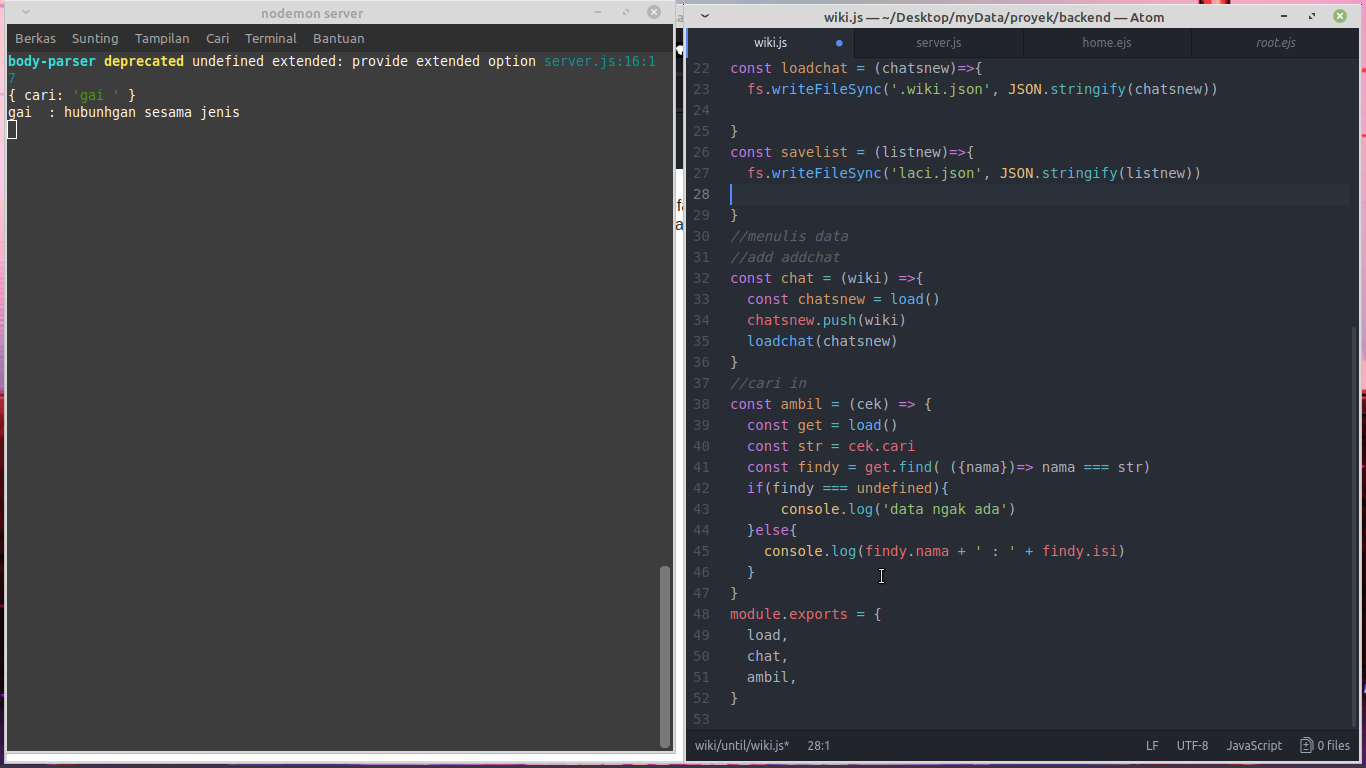 nodemon server
Berkas Sunting Tampilan Cari Terminal Bantuan
body-parser deprecated undefined extended: provide extended option server.js:16:1
7
{ cari: 'gai ' }
gai  : hubunhgan sesama jenis
wiki.js — ~/Desktop/myData/proyek/backend — Atom
wiki.js server.js home.ejs root.ejs
22 const loadchat = (chatsnew)=>{
23   fs.writeFileSync('.wiki.json', JSON.stringify(chatsnew))
24
25 }
26 const savelist = (listnew)=>{
27   fs.writeFileSync('laci.json', JSON.stringify(listnew))
28
29 }
30 //menulis data
31 //add addchat
32 const chat = (wiki) =>{
33   const chatsnew = load()
34   chatsnew.push(wiki)
35   loadchat(chatsnew)
36 }
37 //cari in
38 const ambil = (cek) => {
39   const get = load()
40   const str = cek.cari
41   const findy = get.find( ({nama})=> nama === str)
42   if(findy === undefined){
43       console.log('data ngak ada')
44   }else{
45     console.log(findy.nama + ' : ' + findy.isi)
46   }
47 }
48 module.exports = {
49   load,
50   chat,
51   ambil,
52 }
53
wiki/until/wiki.js* 28:1 LF UTF-8 JavaScript 0 files